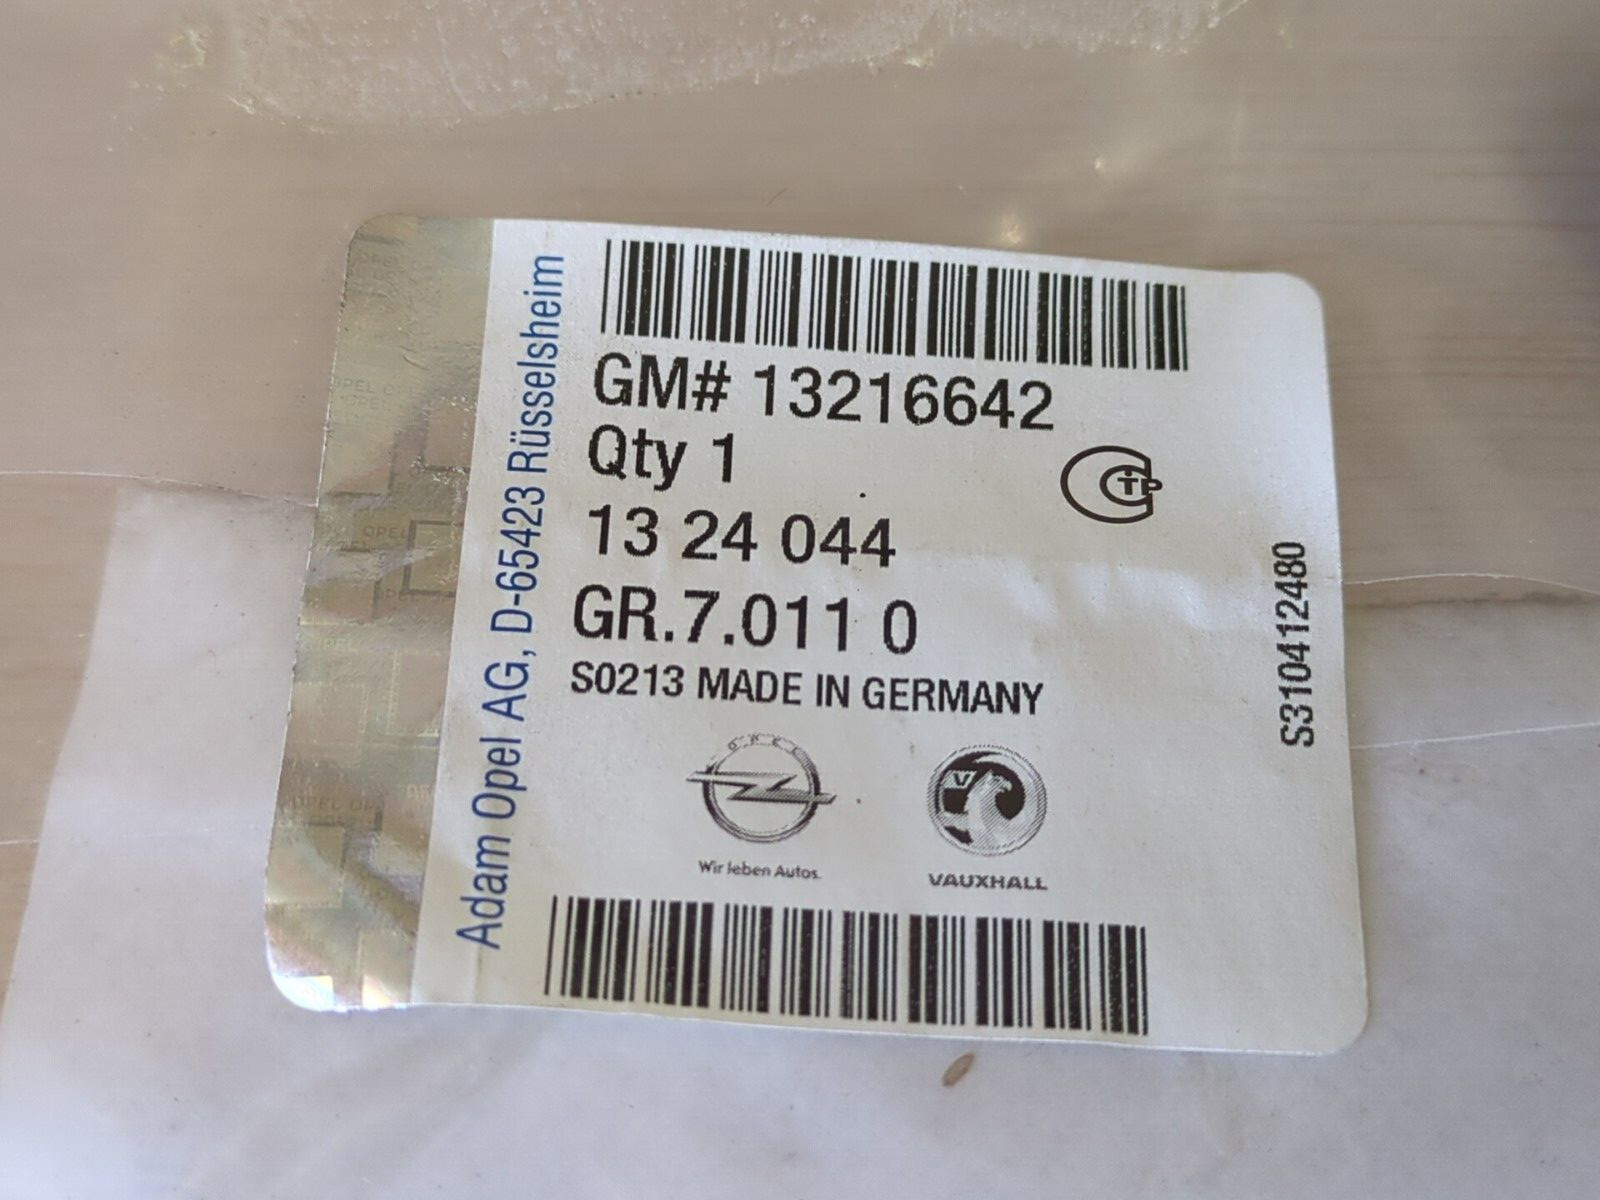 Adam Opel AG, D-65423 Rüsselsheim
GM# 13216642
Qty 1
13 24 044
GR.7.011 0
S0213 MADE IN GERMANY
S310412480
OPEL
Wir leben Autos.
V
VAUXHALL